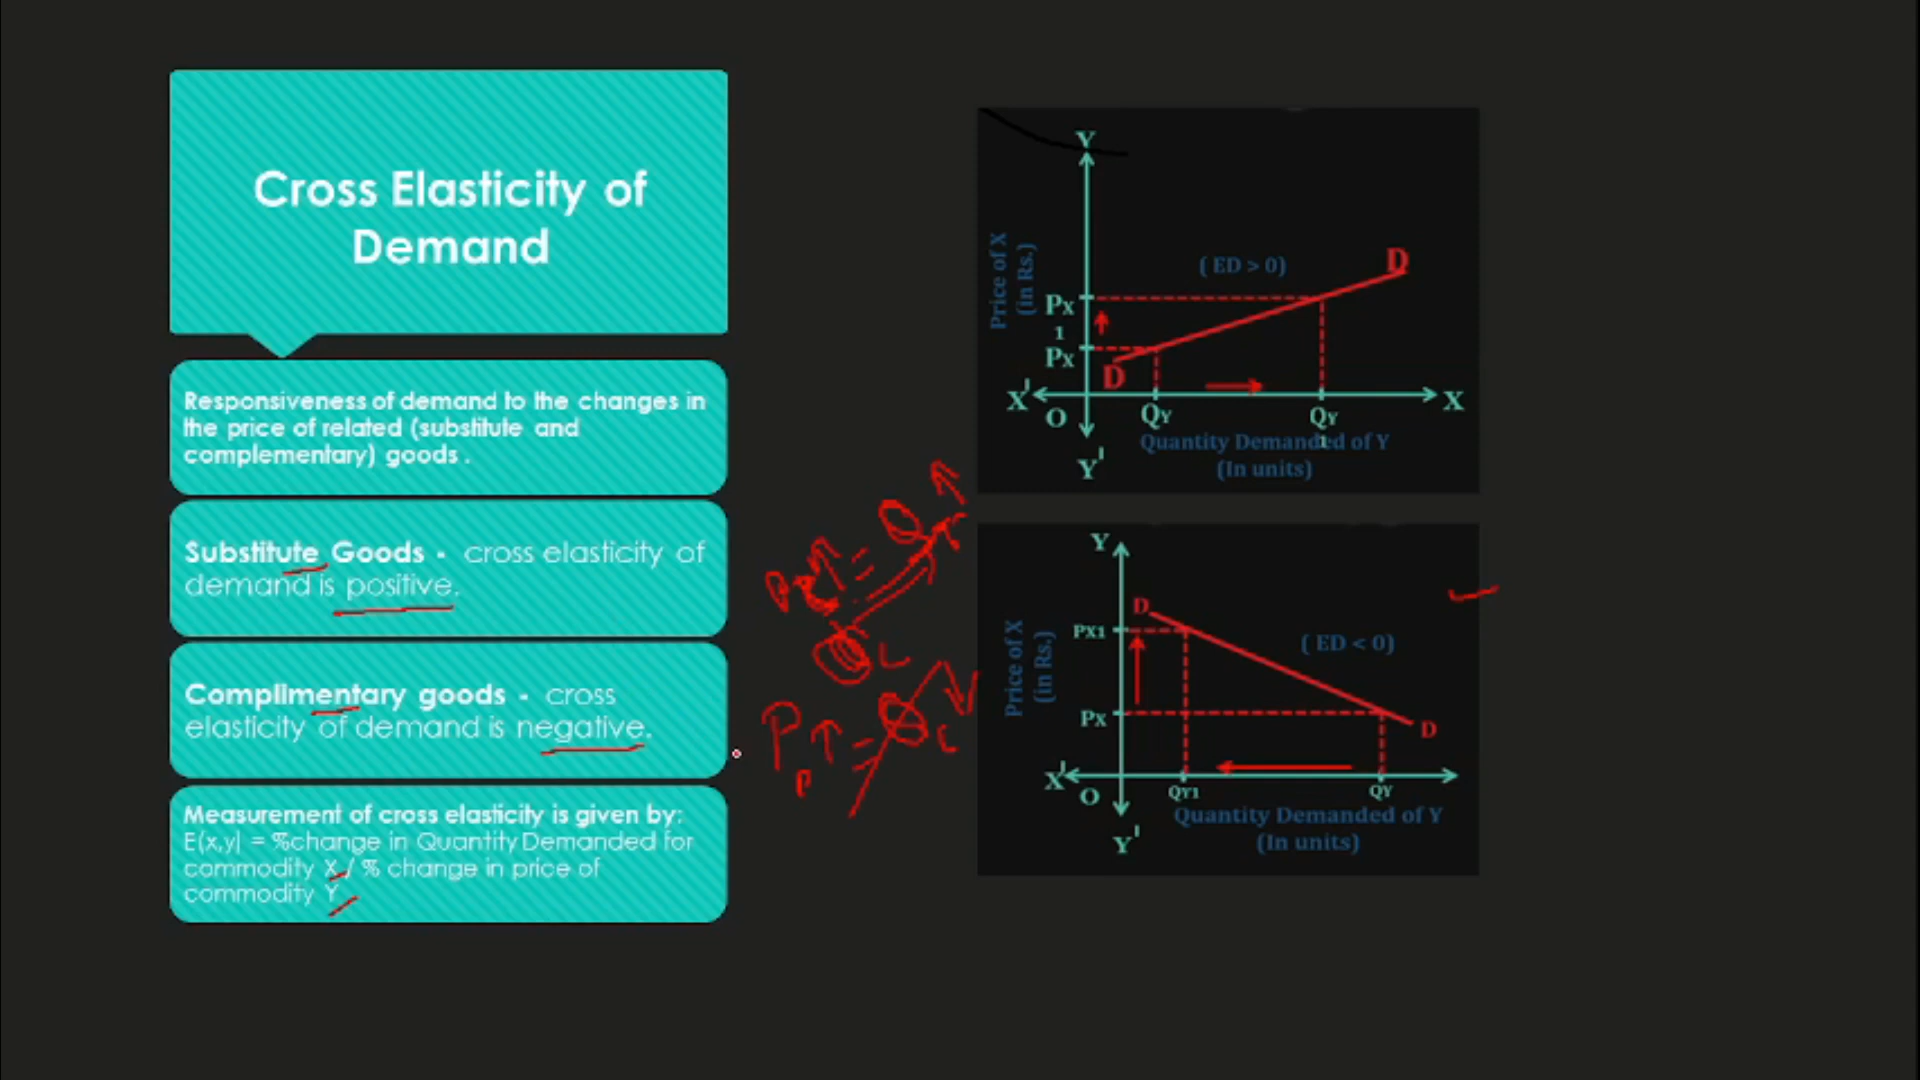 Cross Elasticity of
Demand
Responsiveness of demand to the changes in
the price of related (substitute and
complementary) goods .
Substitute Goods - cross elasticity of
demand is positive.
Complimentary goods - cross
elasticity of demand is negative.
Measurement of cross elasticity is given by:
E(x,y| = %change in Quantity Demanded for
commodity X / % change in price of
commodity Y
Y
Price of X
(in Rs.)
( ED > 0)
D
Px
1
Px
D
X'
O
QY
QY
1
X
Quantity Demanded of Y
(In units)
Y'
Y
Price of X
(in Rs.)
D
PX1
( ED < 0)
PX
D
X'
O
QY1
QY
Quantity Demanded of Y
(In units)
Y'